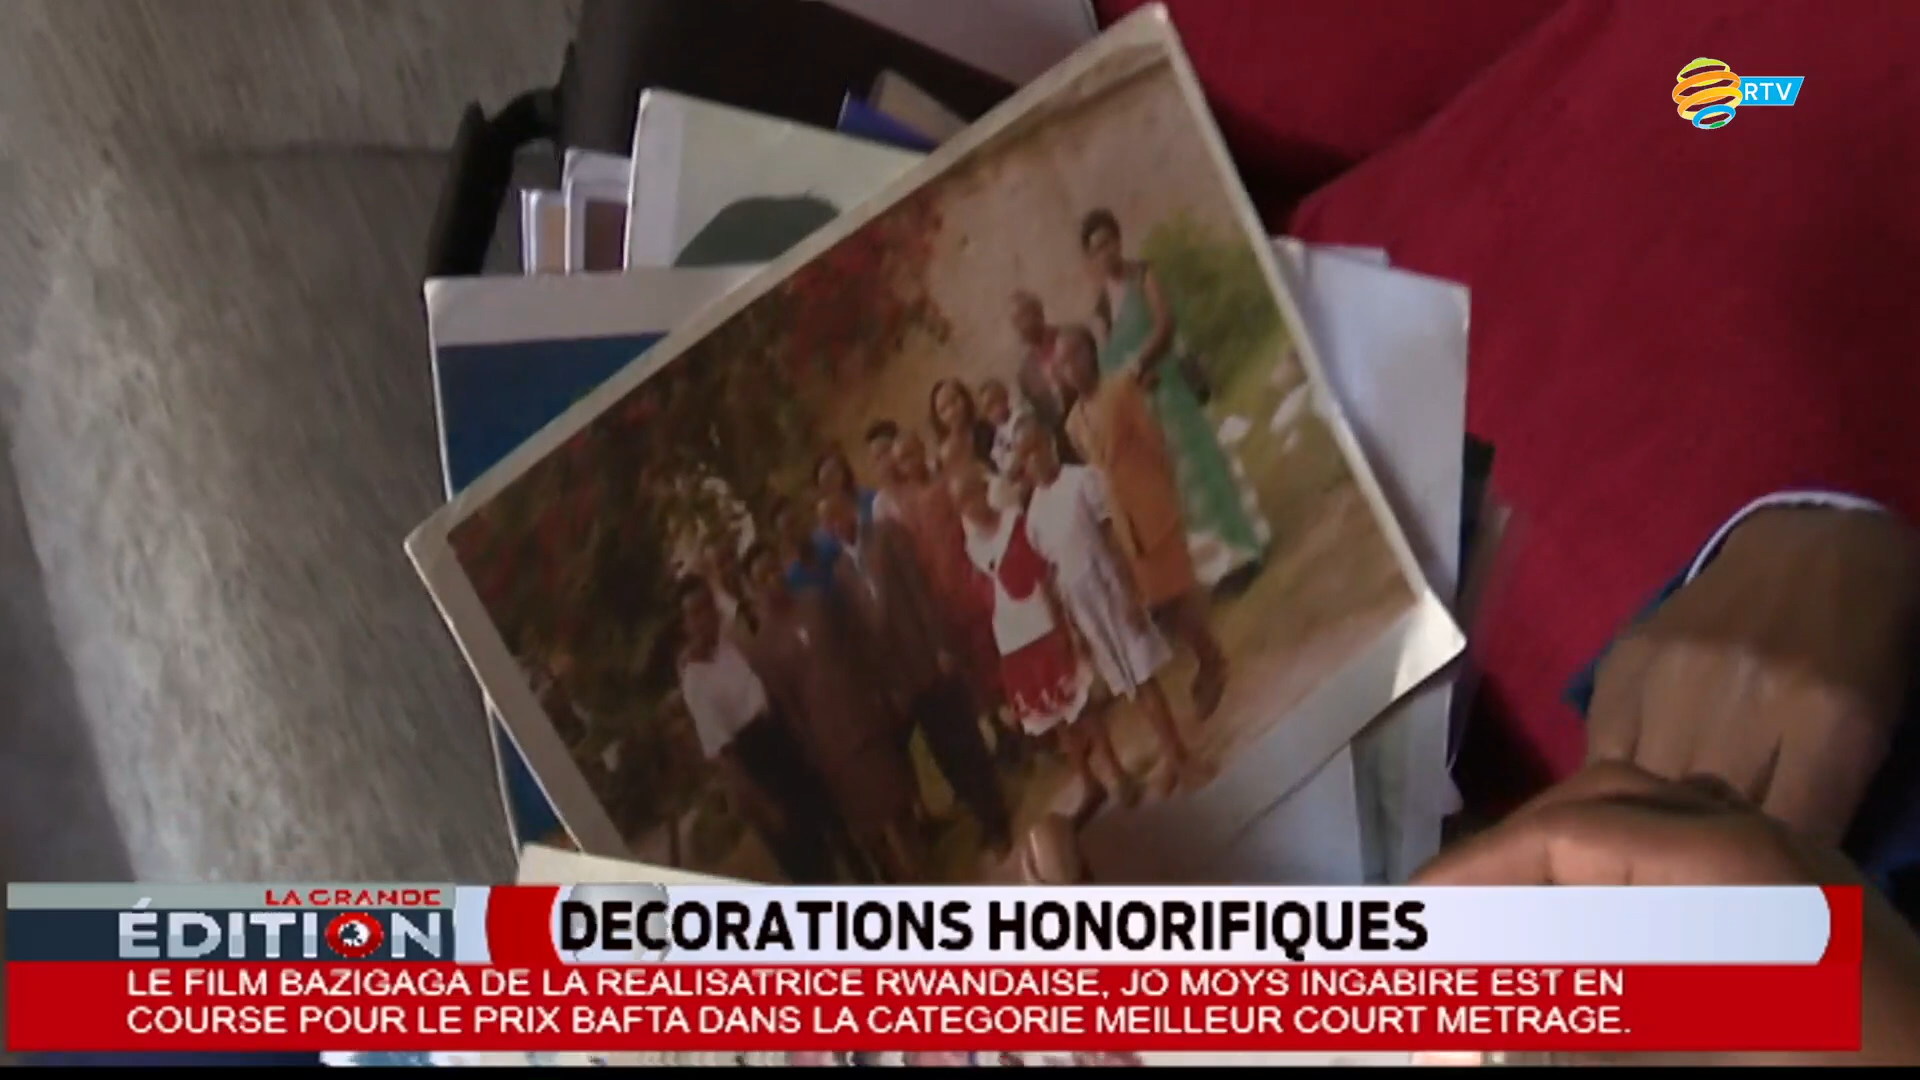 RTV
LA GRANDE
ÉDITION
DECORATIONS HONORIFIQUES
LE FILM BAZIGAGA DE LA REALISATRICE RWANDAISE, JO MOYS INGABIRE EST EN
COURSE POUR LE PRIX BAFTA DANS LA CATEGORIE MEILLEUR COURT METRAGE.